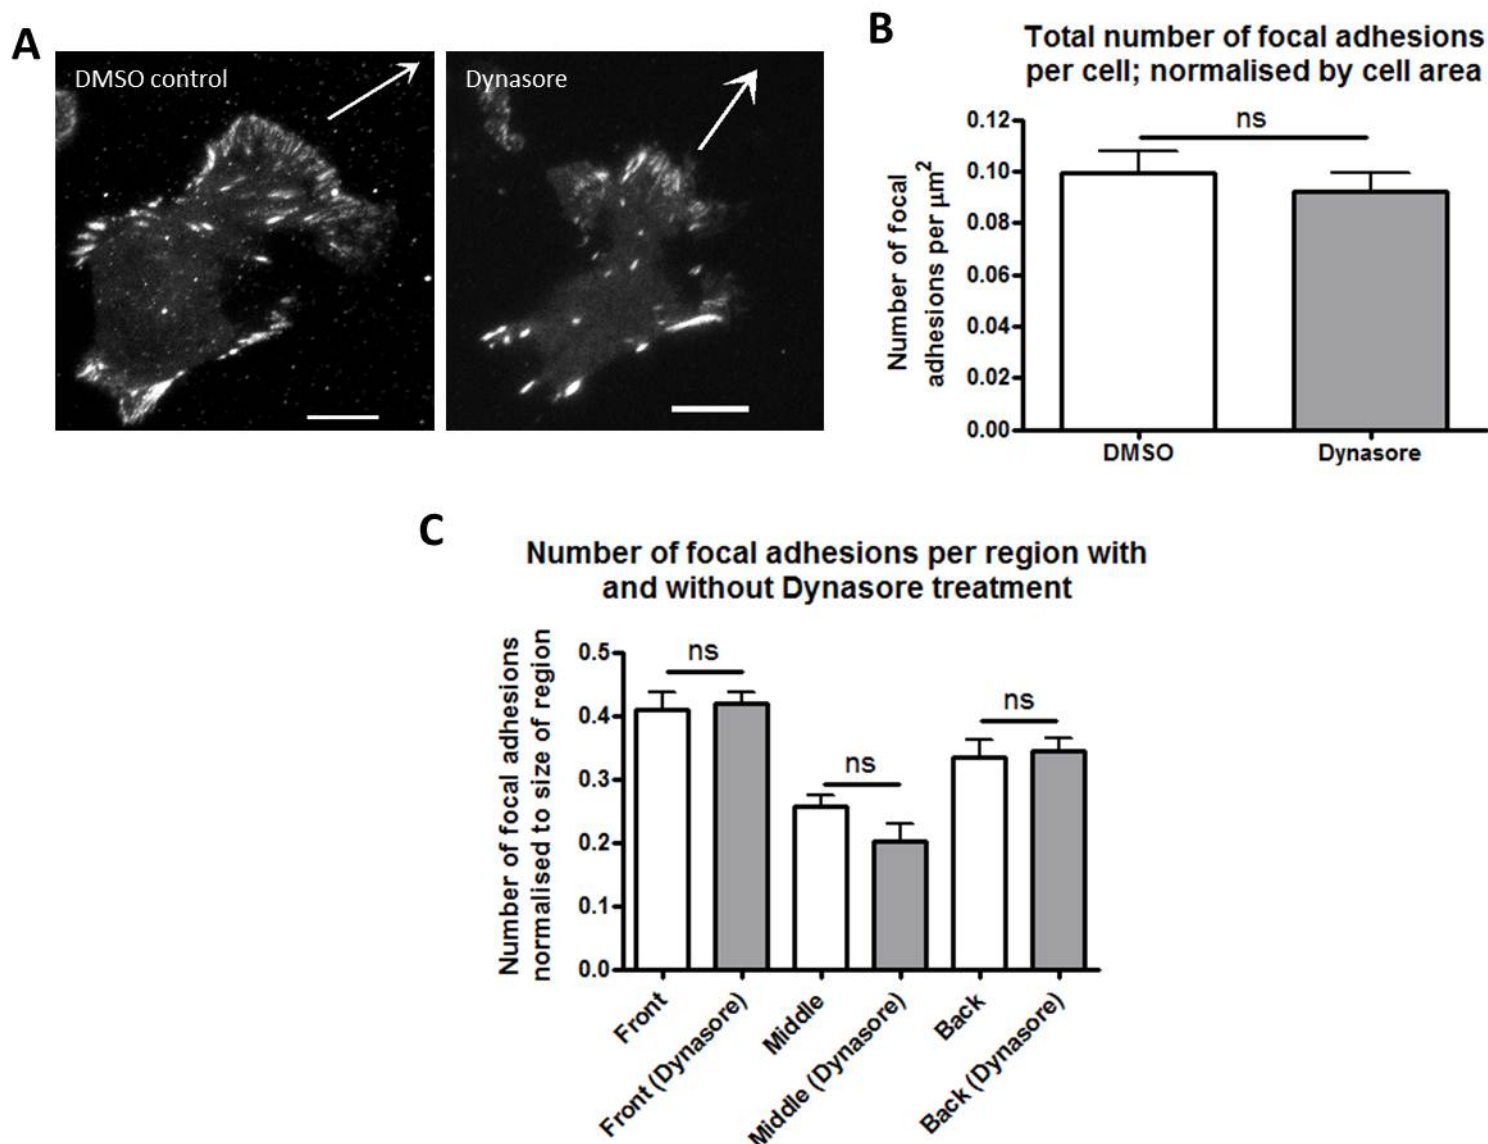 A
DMSO control
Dynasore
B
Total number of focal adhesions
per cell; normalised by cell area
Number of focal
adhesions per μm²
0.12
0.10
0.08
0.06
0.04
0.02
0.00
ns
DMSO
Dynasore
C
Number of focal adhesions per region with
and without Dynasore treatment
Number of focal adhesions
normalised to size of region
0.5
0.4
0.3
0.2
0.1
0.0
ns
ns
ns
Front
Front (Dynasore)
Middle
Middle (Dynasore)
Back
Back (Dynasore)